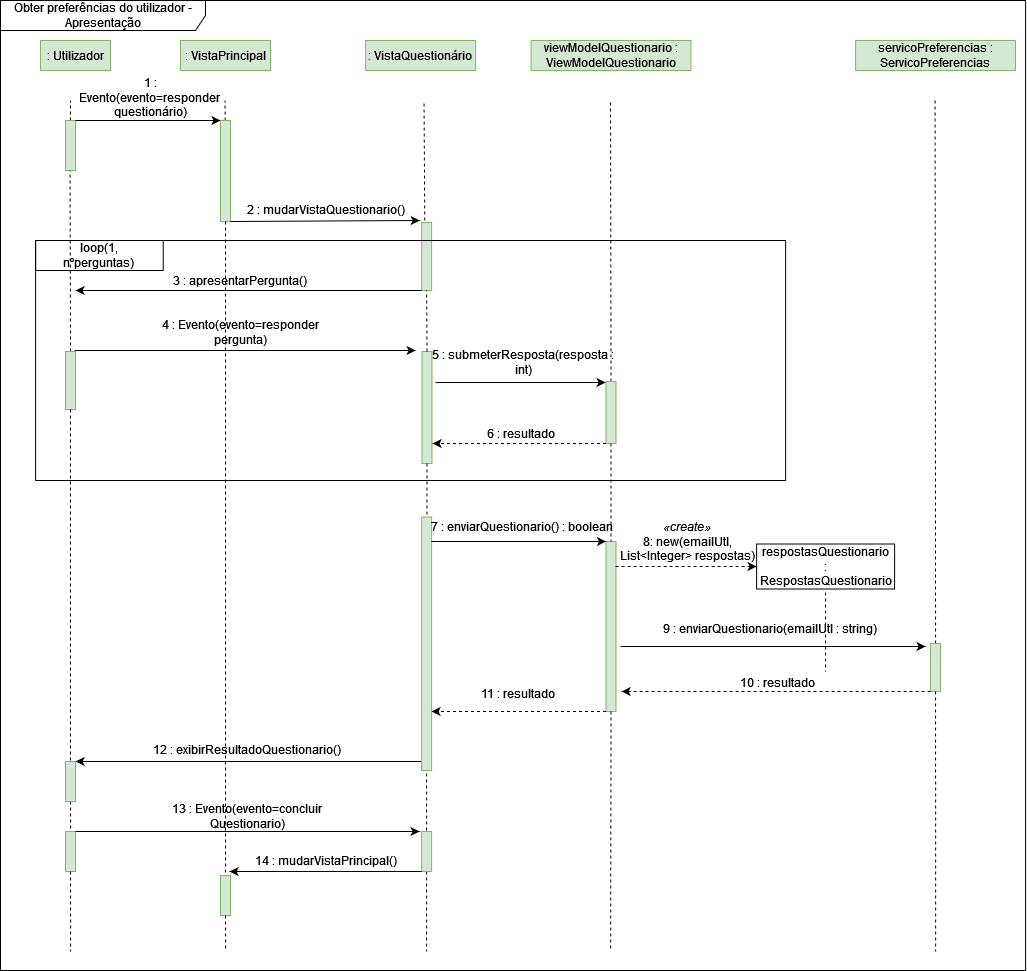 Obter preferências do utilizador -
Apresentação
: Utilizador
: VistaPrincipal
: VistaQuestionário
viewModelQuestionario :
ViewModelQuestionario
servicoPreferencias :
ServicoPreferencias
1 :
Evento(evento=responder
questionário)
2 : mudarVistaQuestionario()
loop(1,
nºperguntas)
3 : apresentarPergunta()
4 : Evento(evento=responder
pergunta)
5 : submeterResposta(resposta :
int)
6 : resultado
7 : enviarQuestionario() : boolean
«create»
8: new(emailUtl,
List<Integer> respostas)
respostasQuestionario
:
RespostasQuestionario
9 : enviarQuestionario(emailUtl : string)
10 : resultado
11 : resultado
12 : exibirResultadoQuestionario()
13 : Evento(evento=concluir
Questionario)
14 : mudarVistaPrincipal()